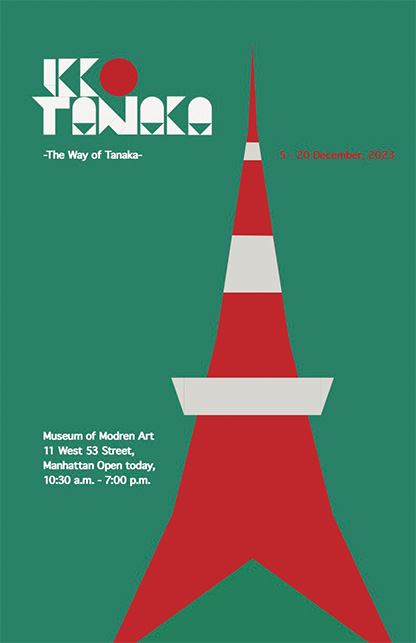 IKKO
TANAKA
-The Way of Tanaka-
5 - 20 December, 2023
Museum of Modren Art
11 West 53 Street,
Manhattan Open today,
10:30 a.m. - 7:00 p.m.